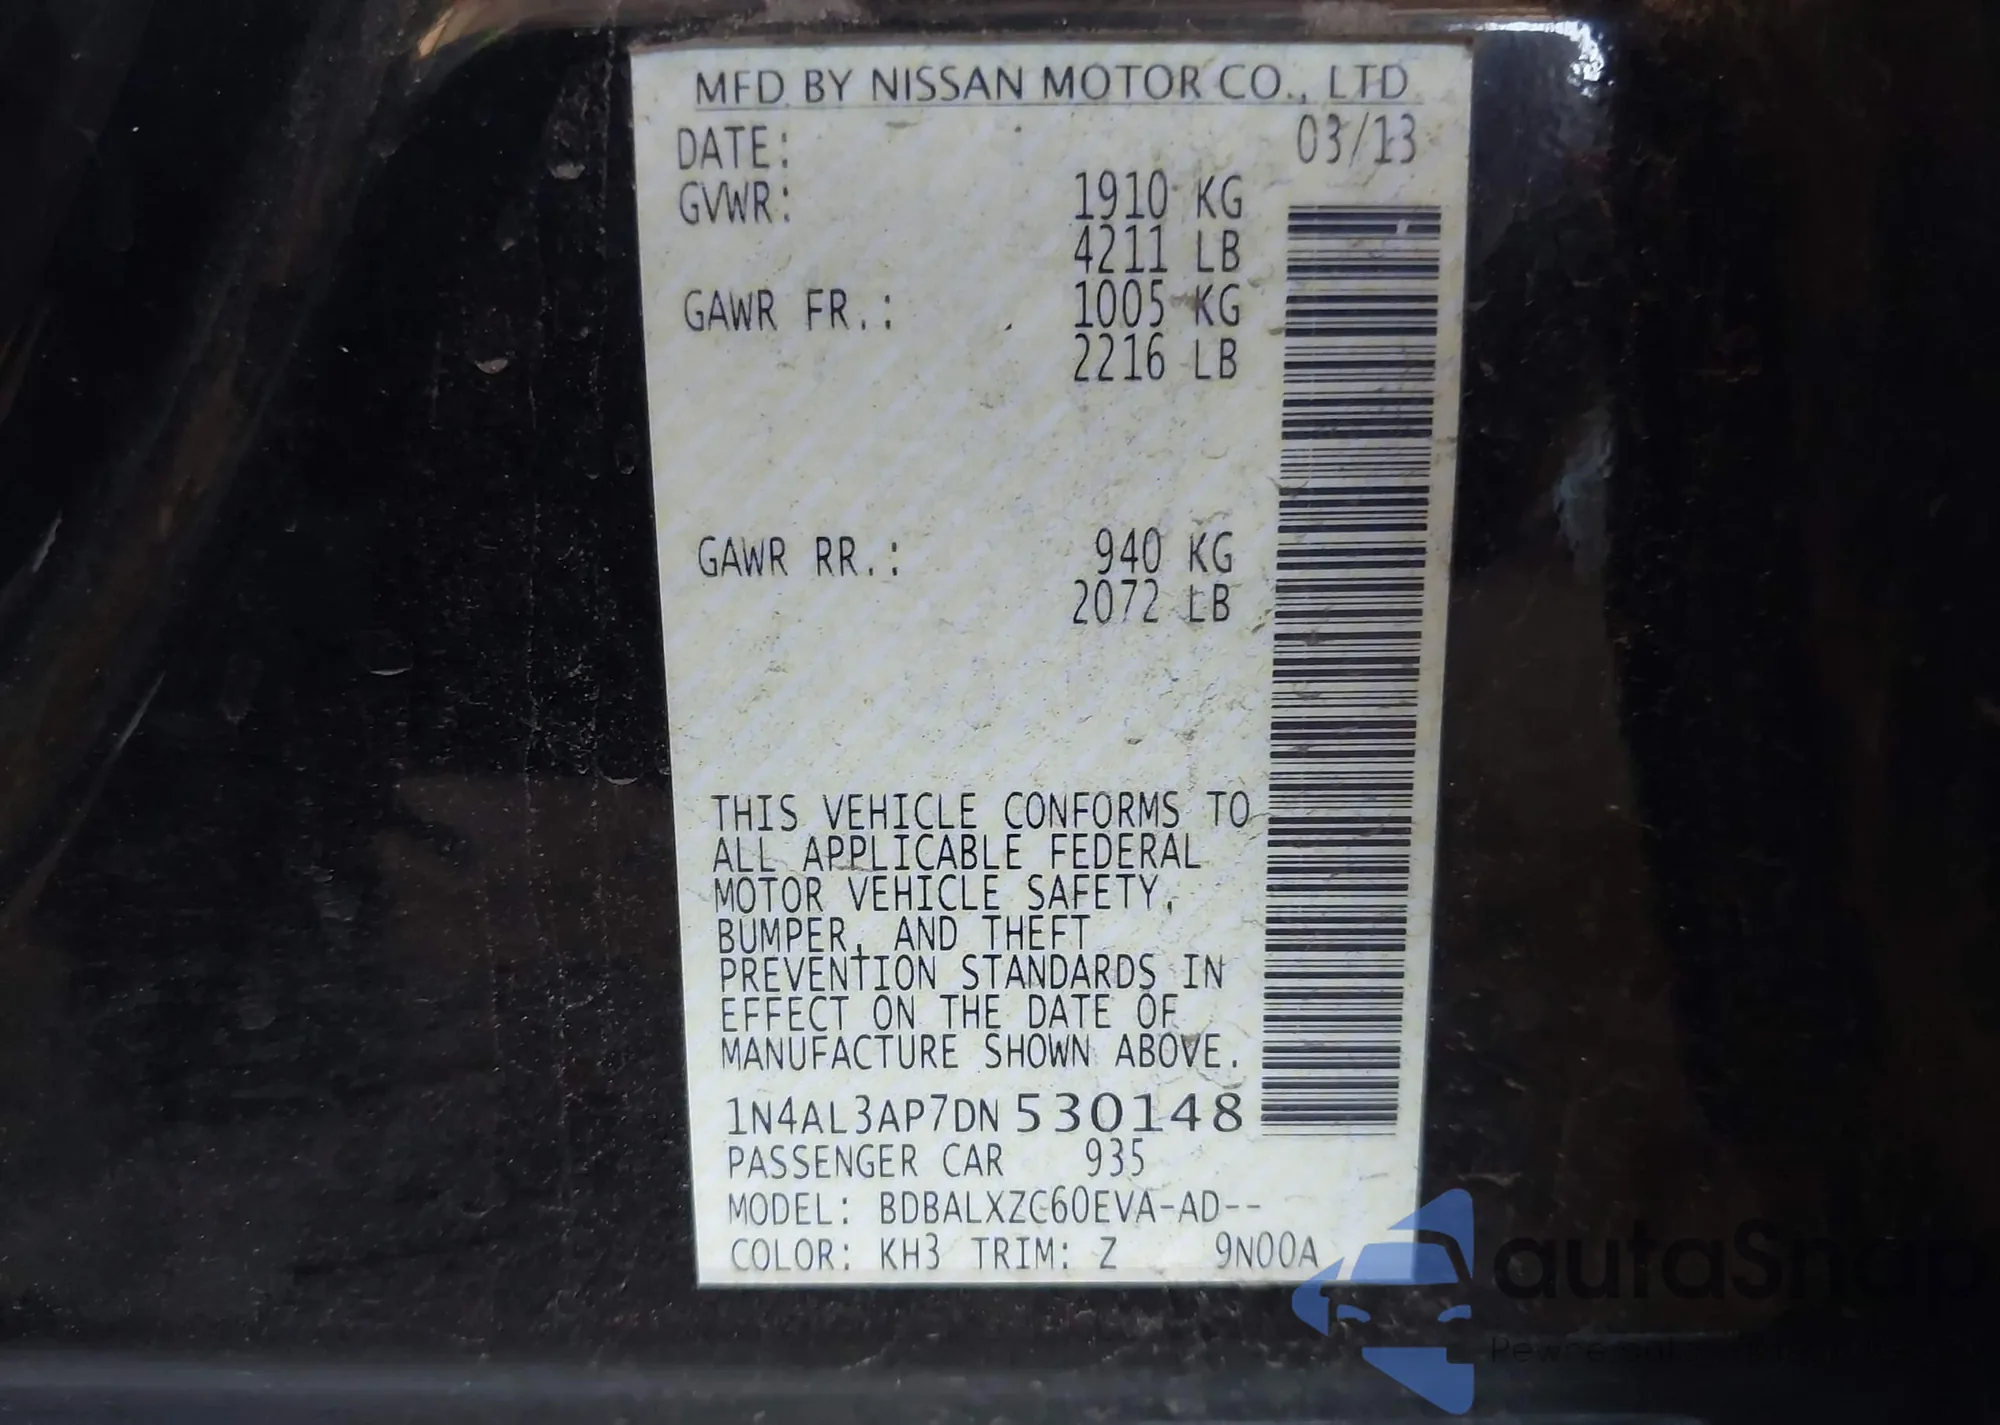 MFD BY NISSAN MOTOR CO., LTD.
DATE: 03/13
GVWR: 1910 KG
4211 LB
GAWR FR.: 1005 KG
2216 LB
GAWR RR.: 940 KG
2072 LB
THIS VEHICLE CONFORMS TO
ALL APPLICABLE FEDERAL
MOTOR VEHICLE SAFETY,
BUMPER, AND THEFT
PREVENTION STANDARDS IN
EFFECT ON THE DATE OF
MANUFACTURE SHOWN ABOVE.
1N4AL3AP7DN530148
PASSENGER CAR 935
MODEL: BDBALXZC60EVA-AD--
COLOR: KH3 TRIM: Z 9N00A
autaSnap